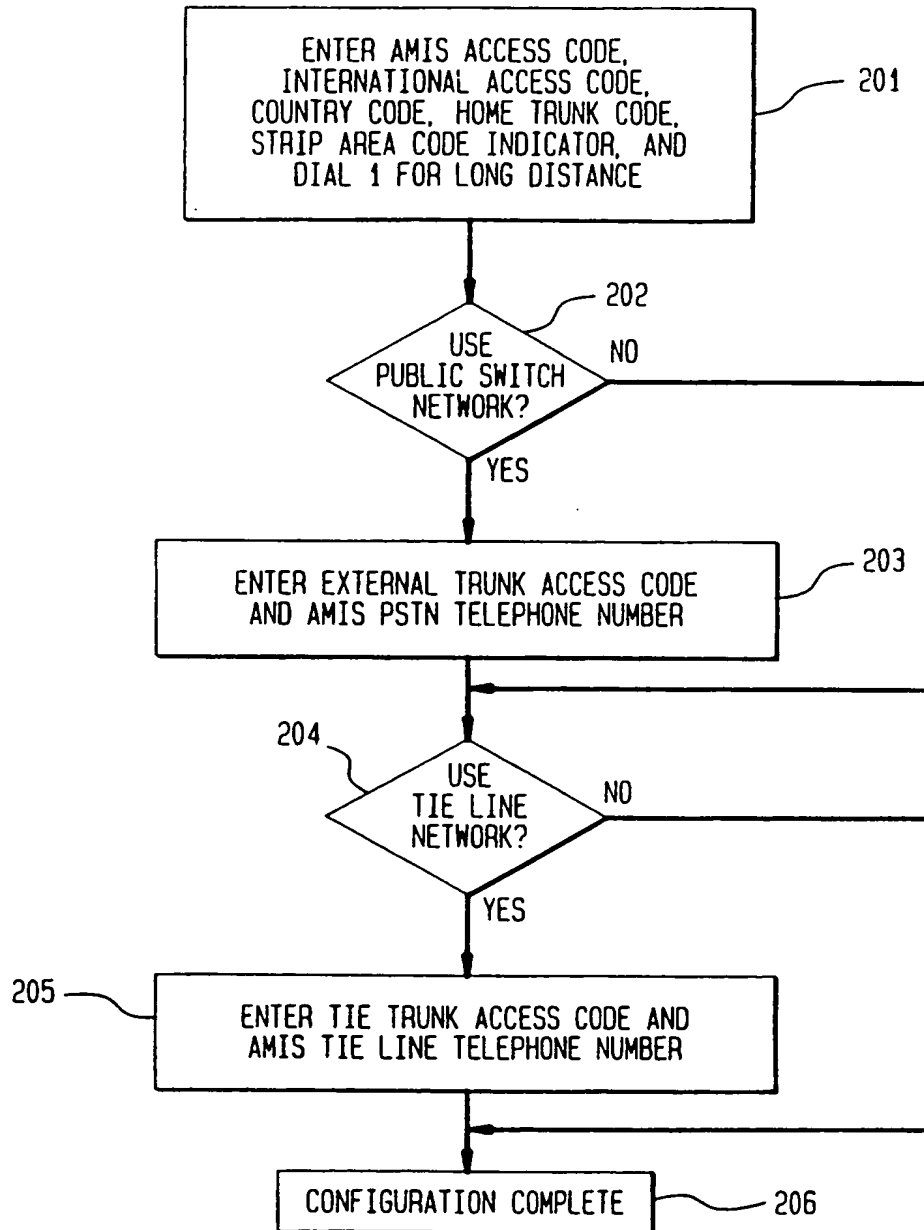 ENTER AMIS ACCESS CODE,
INTERNATIONAL ACCESS CODE,
COUNTRY CODE, HOME TRUNK CODE,
STRIP AREA CODE INDICATOR, AND
DIAL 1 FOR LONG DISTANCE
201
202
USE
PUBLIC SWITCH
NETWORK?
NO
YES
203
ENTER EXTERNAL TRUNK ACCESS CODE
AND AMIS PSTN TELEPHONE NUMBER
204
USE
TIE LINE
NETWORK?
NO
YES
205
ENTER TIE TRUNK ACCESS CODE AND
AMIS TIE LINE TELEPHONE NUMBER
CONFIGURATION COMPLETE
206